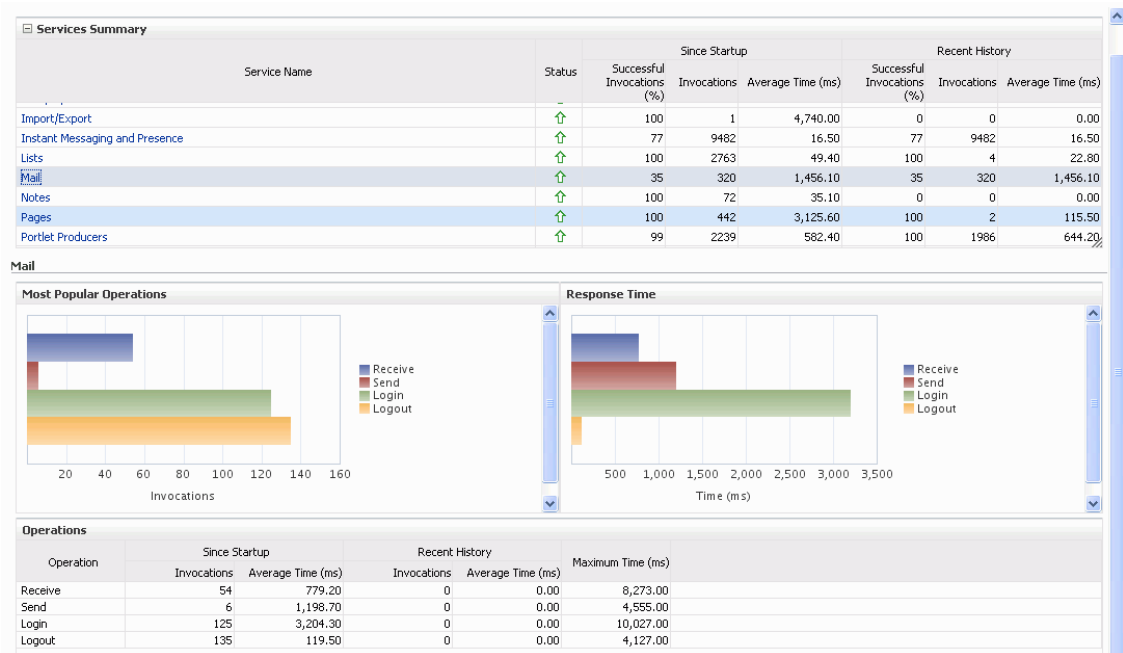 Services Summary
Since Startup Recent History
Service Name Status Successful Invocations (%) Invocations Average Time (ms) Successful Invocations (%) Invocations Average Time (ms)
Import/Export 100 1 4,740.00 0 0 0.00
Instant Messaging and Presence 77 9482 16.50 77 9482 16.50
Lists 100 2763 49.40 100 4 22.80
Mail 35 320 1,456.10 35 320 1,456.10
Notes 100 72 35.10 0 0 0.00
Pages 100 442 3,125.60 100 2 115.50
Portlet Producers 99 2239 582.40 100 1986 644.20
Mail
Most Popular Operations
Receive
Send
Login
Logout
20 40 60 80 100 120 140 160
Invocations
Response Time
Receive
Send
Login
Logout
500 1,000 1,500 2,000 2,500 3,000 3,500
Time (ms)
Operations
Operation Since Startup Recent History Maximum Time (ms)
Invocations Average Time (ms) Invocations Average Time (ms)
Receive 54 779.20 0 0.00 8,273.00
Send 6 1,198.70 0 0.00 4,555.00
Login 125 3,204.30 0 0.00 10,027.00
Logout 135 119.50 0 0.00 4,127.00